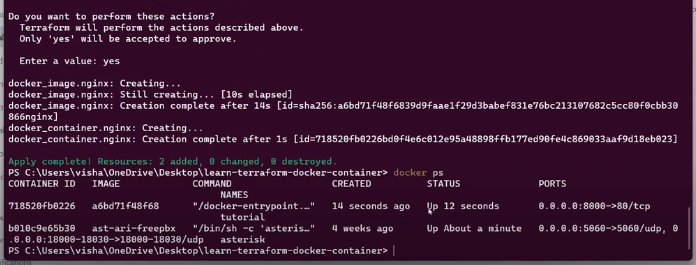 Do you want to perform these actions?
Terraform will perform the actions described above.
Only 'yes' will be accepted to approve.
Enter a value: yes
docker_image.nginx: Creating...
docker_image.nginx: Still creating... [10s elapsed]
docker_image.nginx: Creation complete after 14s [id=sha256:a6bd71f48f6839d9faae1f29d3babef831e76bc213107682c5cc80f0cbb30
866nginx]
docker_container.nginx: Creating...
docker_container.nginx: Creation complete after 1s [id=718520fb0226bd0f4e6c012e95a48898ffb177ed90fe4c869033aaf9d18eb023]
Apply complete! Resources: 2 added, 0 changed, 0 destroyed.
PS C:\Users\visha\OneDrive\Desktop\learn-terraform-docker-container> docker ps
CONTAINER ID IMAGE COMMAND CREATED STATUS PORTS
NAMES
718520fb0226 a6bd71f48f68 "/docker-entrypoint.…" 14 seconds ago Up 12 seconds 0.0.0.0:8000->80/tcp
tutorial
b010c9e65b30 ast-ari-freepbx "/bin/sh -c 'asteris…" 4 weeks ago Up About a minute 0.0.0.0:5060->5060/udp, 0
.0.0.0:18000-18030->18000-18030/udp asterisk
PS C:\Users\visha\OneDrive\Desktop\learn-terraform-docker-container>